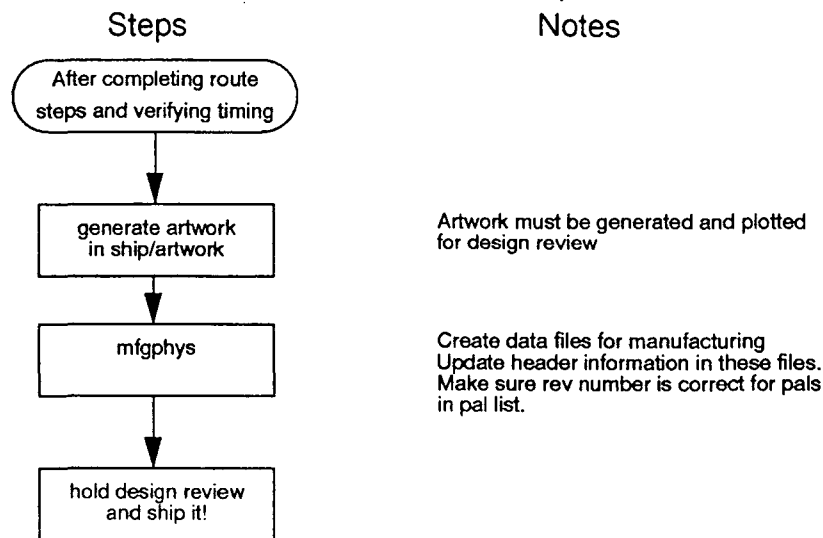 Steps
Notes
After completing route
steps and verifying timing
generate artwork
in ship/artwork
Artwork must be generated and plotted
for design review
mfgphys
Create data files for manufacturing
Update header information in these files.
Make sure rev number is correct for pals
in pal list.
hold design review
and ship it!